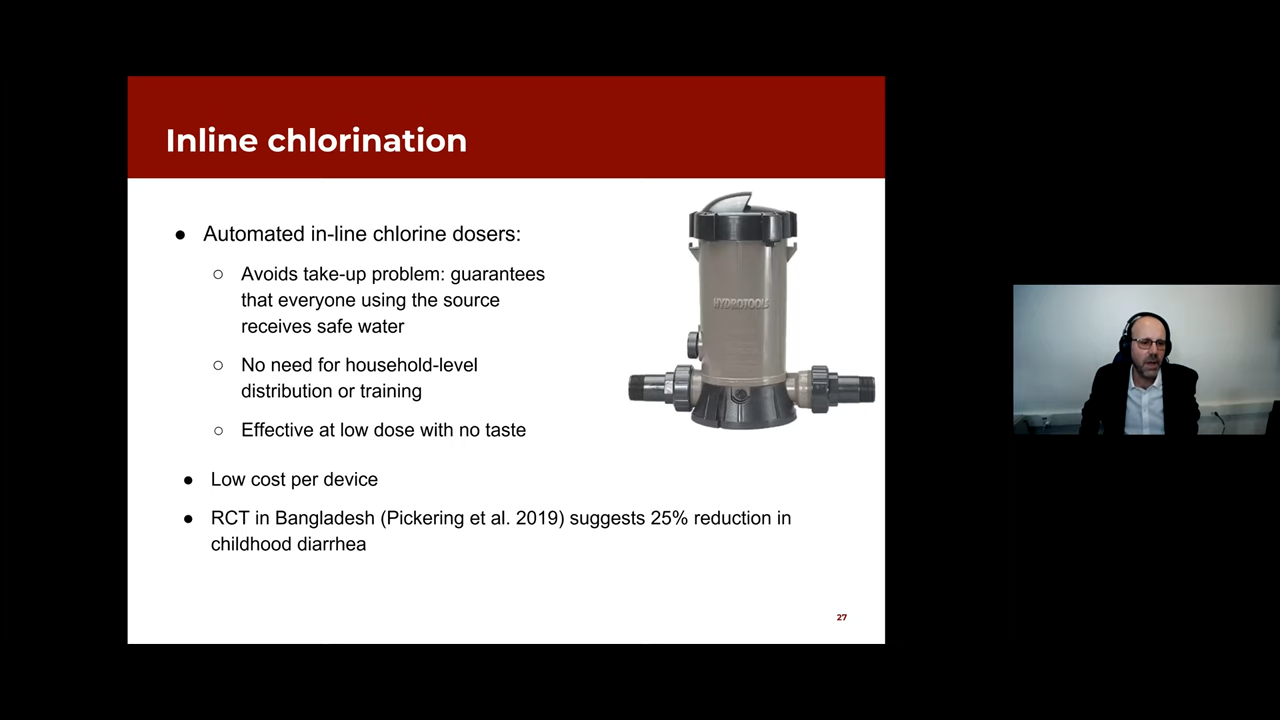 Inline chlorination
● Automated in-line chlorine dosers:
○ Avoids take-up problem: guarantees
that everyone using the source
receives safe water
○ No need for household-level
distribution or training
○ Effective at low dose with no taste
● Low cost per device
● RCT in Bangladesh (Pickering et al. 2019) suggests 25% reduction in
childhood diarrhea
HYDROTOOLS
27